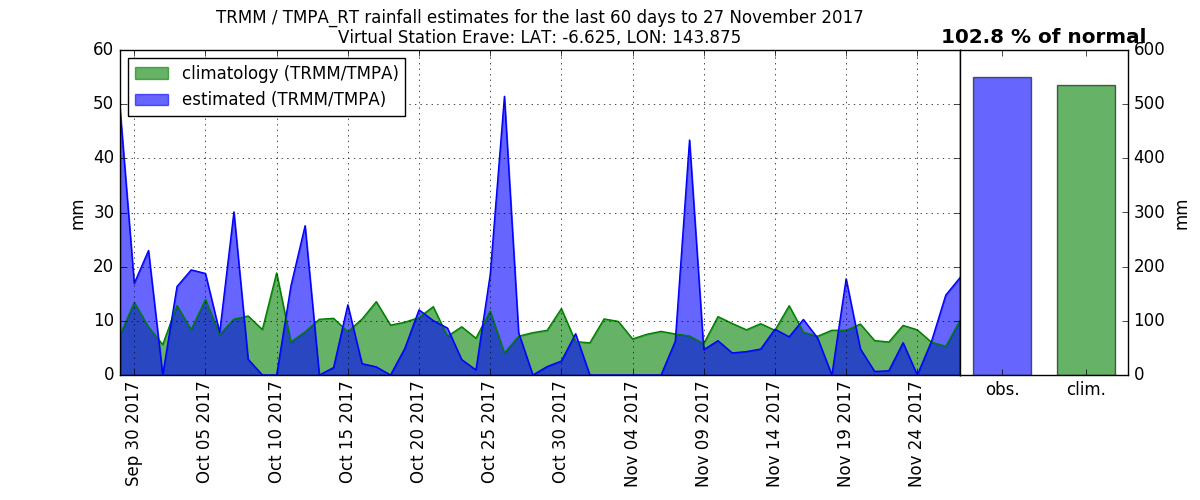 TRMM / TMPA_RT rainfall estimates for the last 60 days to 27 November 2017
Virtual Station Erave: LAT: -6.625, LON: 143.875
102.8 % of normal
climatology (TRMM/TMPA)
estimated (TRMM/TMPA)
60
50
40
30
20
10
0
mm
600
500
400
300
200
100
0
mm
Sep 30 2017
Oct 05 2017
Oct 10 2017
Oct 15 2017
Oct 20 2017
Oct 25 2017
Oct 30 2017
Nov 04 2017
Nov 09 2017
Nov 14 2017
Nov 19 2017
Nov 24 2017
obs.
clim.